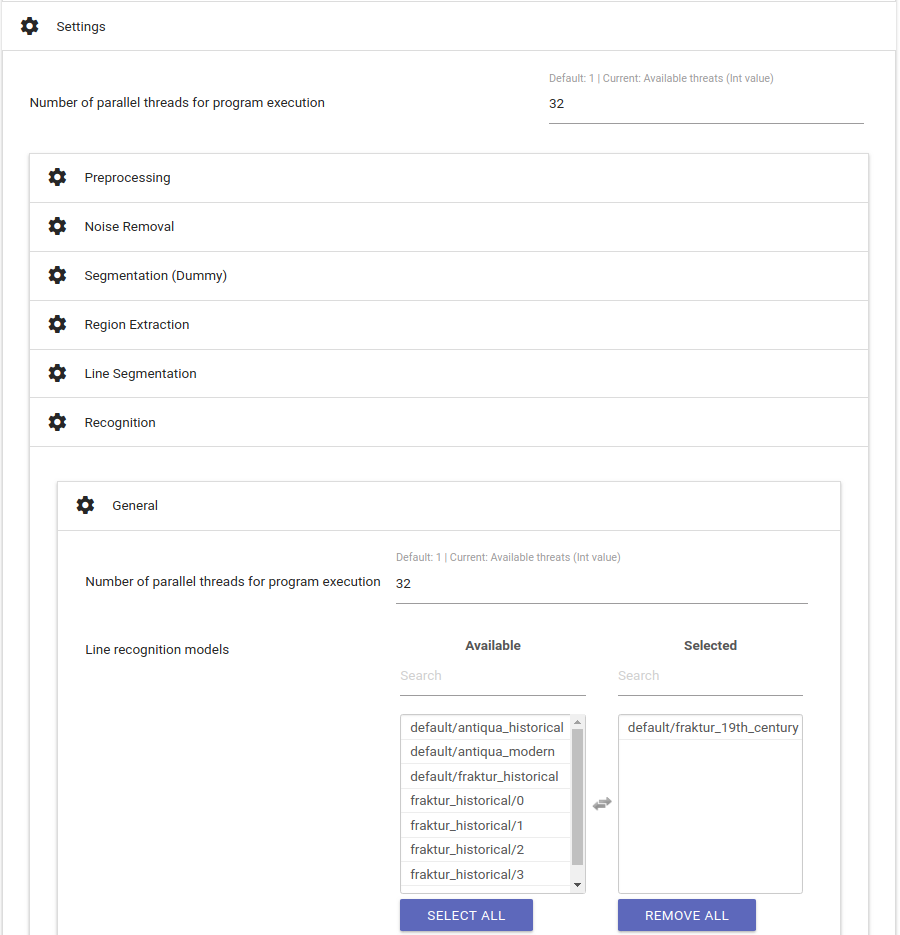 Settings
Default: 1 | Current: Available threats (Int value)
Number of parallel threads for program execution
32
Preprocessing
Noise Removal
Segmentation (Dummy)
Region Extraction
Line Segmentation
Recognition
General
Default: 1 | Current: Available threats (Int value)
Number of parallel threads for program execution
32
Line recognition models
Available
Selected
Search
Search
default/antiqua_historical
default/antiqua_modern
default/fraktur_historical
fraktur_historical/0
fraktur_historical/1
fraktur_historical/2
fraktur_historical/3
default/fraktur_19th_century
SELECT ALL
REMOVE ALL